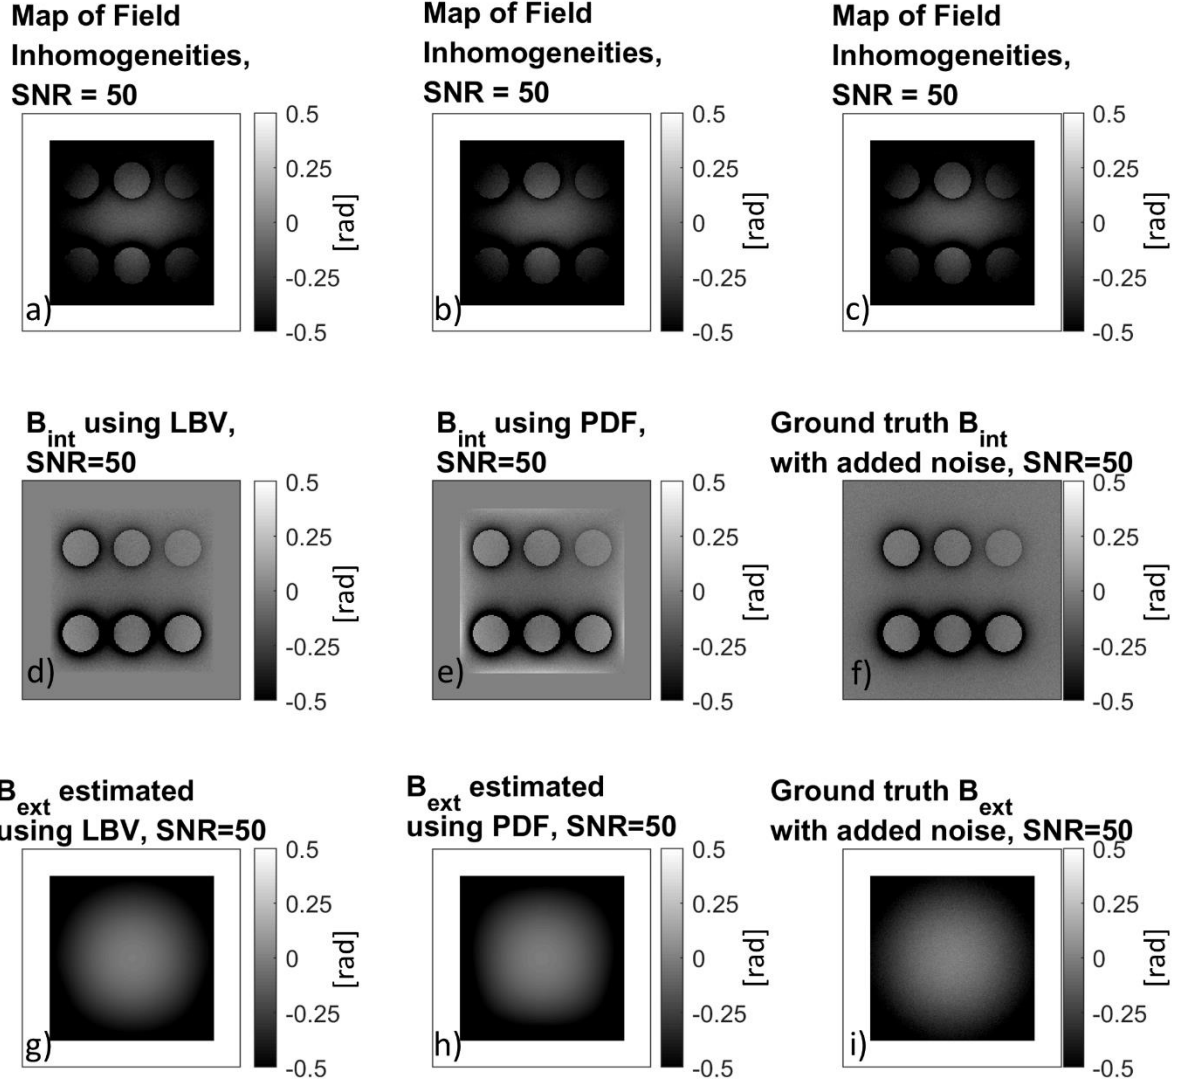 Map of Field
Inhomogeneities,
SNR = 50
0.5
0.25
0
-0.25
-0.5
[rad]
a)
Map of Field
Inhomogeneities,
SNR = 50
0.5
0.25
0
-0.25
-0.5
[rad]
b)
Map of Field
Inhomogeneities,
SNR = 50
0.5
0.25
0
-0.25
-0.5
[rad]
c)
Bint using LBV,
SNR=50
0.5
0.25
0
-0.25
-0.5
[rad]
d)
Bint using PDF,
SNR=50
0.5
0.25
0
-0.25
-0.5
[rad]
e)
Ground truth Bint
with added noise, SNR=50
0.5
0.25
0
-0.25
-0.5
[rad]
f)
Bext estimated
using LBV, SNR=50
0.5
0.25
0
-0.25
-0.5
[rad]
g)
Bext estimated
using PDF, SNR=50
0.5
0.25
0
-0.25
-0.5
[rad]
h)
Ground truth Bext
with added noise, SNR=50
0.5
0.25
0
-0.25
-0.5
[rad]
i)